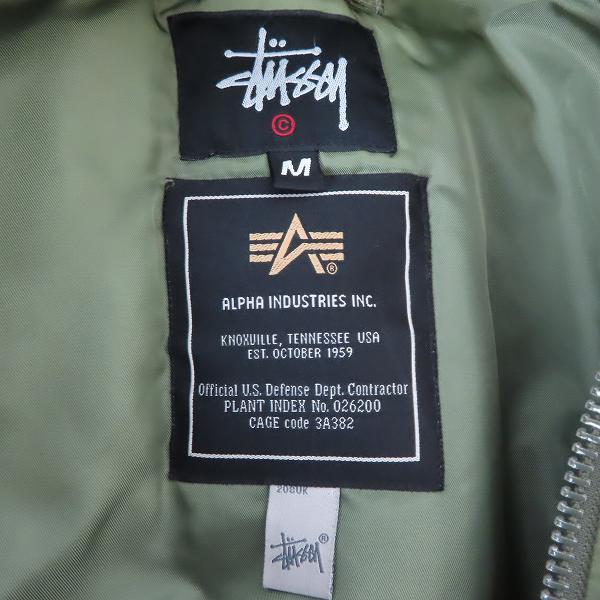 Stüssy
©
M
®
ALPHA INDUSTRIES INC.
KNOXVILLE, TENNESSEE USA
EST. OCTOBER 1959
Official U.S. Defense Dept. Contractor
PLANT INDEX No. 026200
CAGE code 3A382
Stüssy®